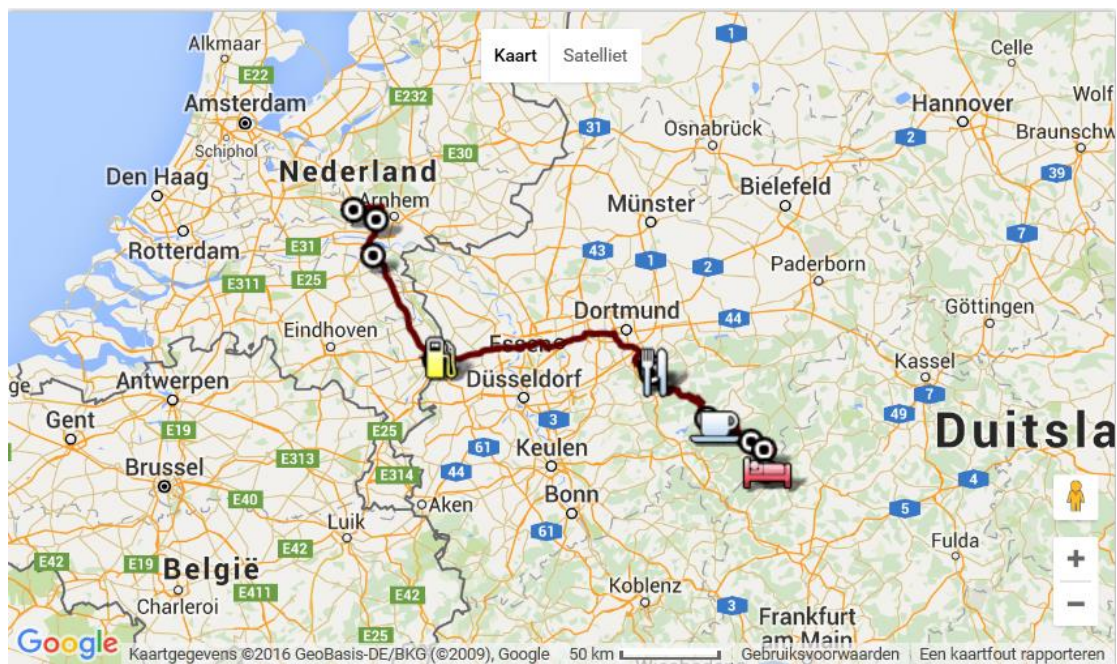 Alkmaar
E22
1
Kaart Satelliet
Celle
Amsterdam
E232
Hannover
Wolf
Schiphol
31
Osnabrück
2
Braunschw
E30
Nederland
39
Den Haag
Arnhem
Bielefeld
Münster
Rotterdam
E31
43
1
2
7
E25
Paderborn
E311
Göttingen
Dortmund
44
Eindhoven
Kassel
Antwerpen
Düsseldorf
7
49
Gent
E19
E25
3
Duitsla
61
Keulen
E313
Brussel
E314
44
4
E40
Aken
Bonn
5
Luik
61
E42
E19
E42
Fulda
België
E411
E42
Koblenz
Charleroi
3
Frankfurt
am Main
E25
+
−
Google
Kaartgegevens ©2016 GeoBasis-DE/BKG (©2009), Google 50 km Gebruiksvoorwaarden Een kaartfout rapporteren